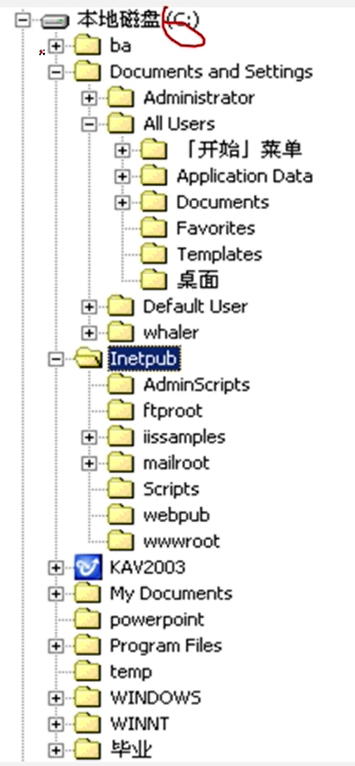 本地磁盘 (C:)
ba
Documents and Settings
Administrator
All Users
「开始」菜单
Application Data
Documents
Favorites
Templates
桌面
Default User
whaler
Inetpub
AdminScripts
ftproot
iissamples
mailroot
Scripts
webpub
wwwroot
KAV2003
My Documents
powerpoint
Program Files
temp
WINDOWS
WINNT
毕业